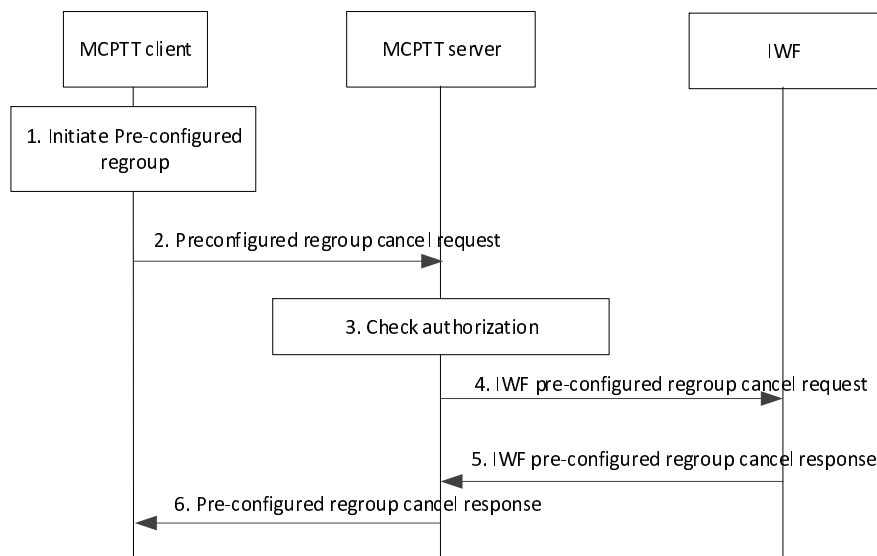 MCPTT client
MCPTT server
IWF
1. Initiate Pre-configured
regroup
2. Preconfigured regroup cancel request
3. Check authorization
4. IWF pre-configured regroup cancel request
5. IWF pre-configured regroup cancel response
6. Pre-configured regroup cancel response